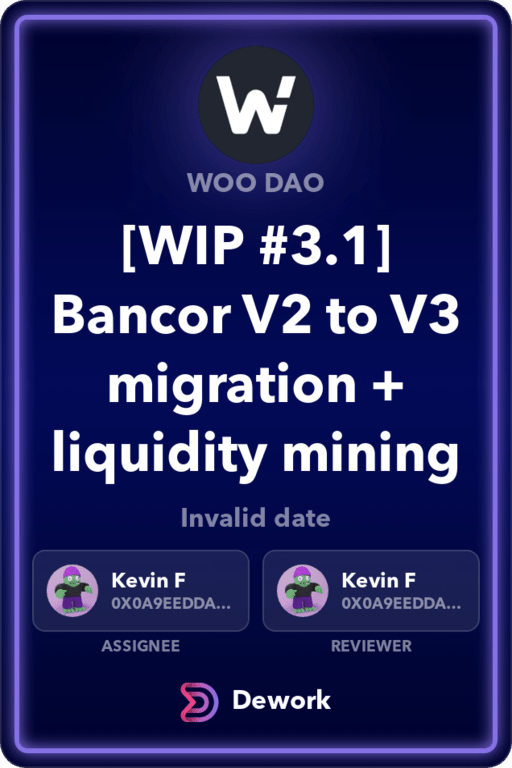 WOO DAO
[WIP #3.1]
Bancor V2 to V3
migration +
liquidity mining
Invalid date
Kevin F
0X0A9EEDDA...
ASSIGNEE
Kevin F
0X0A9EEDDA...
REVIEWER
Dework